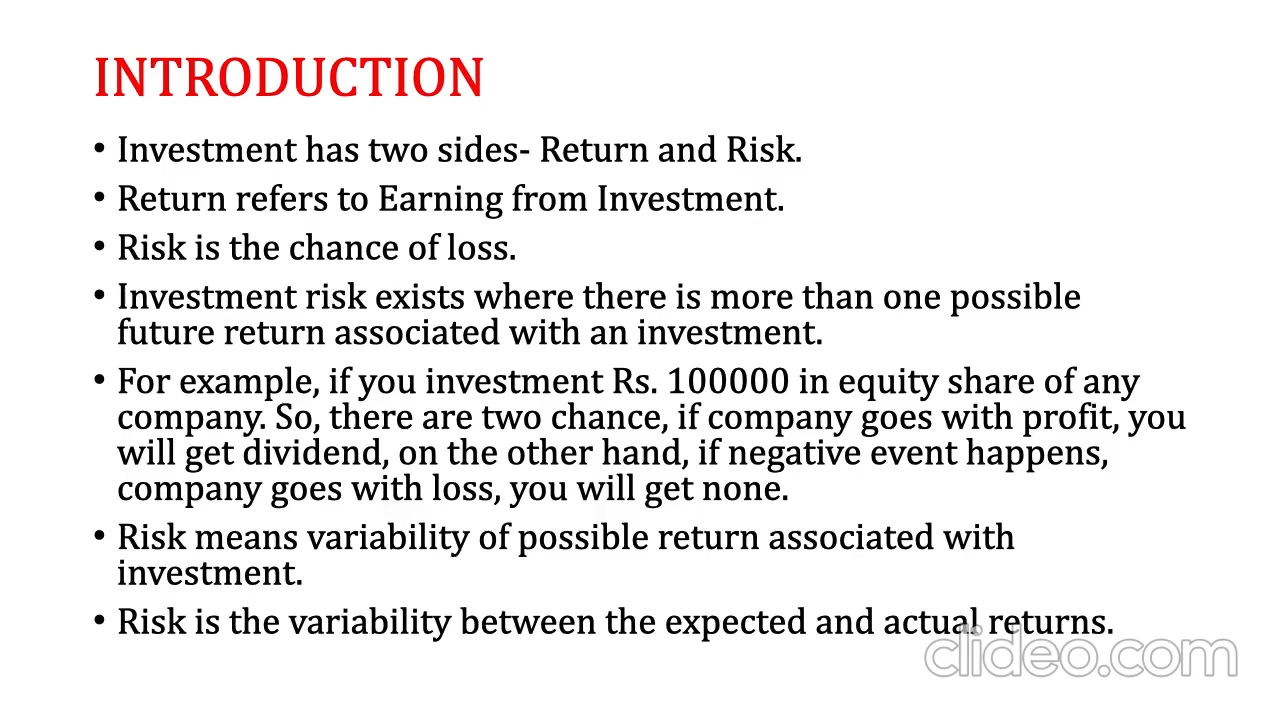 INTRODUCTION
• Investment has two sides- Return and Risk.
• Return refers to Earning from Investment.
• Risk is the chance of loss.
• Investment risk exists where there is more than one possible
future return associated with an investment.
• For example, if you investment Rs. 100000 in equity share of any
company. So, there are two chance, if company goes with profit, you
will get dividend, on the other hand, if negative event happens,
company goes with loss, you will get none.
• Risk means variability of possible return associated with
investment.
• Risk is the variability between the expected and actual returns.
clideo.com